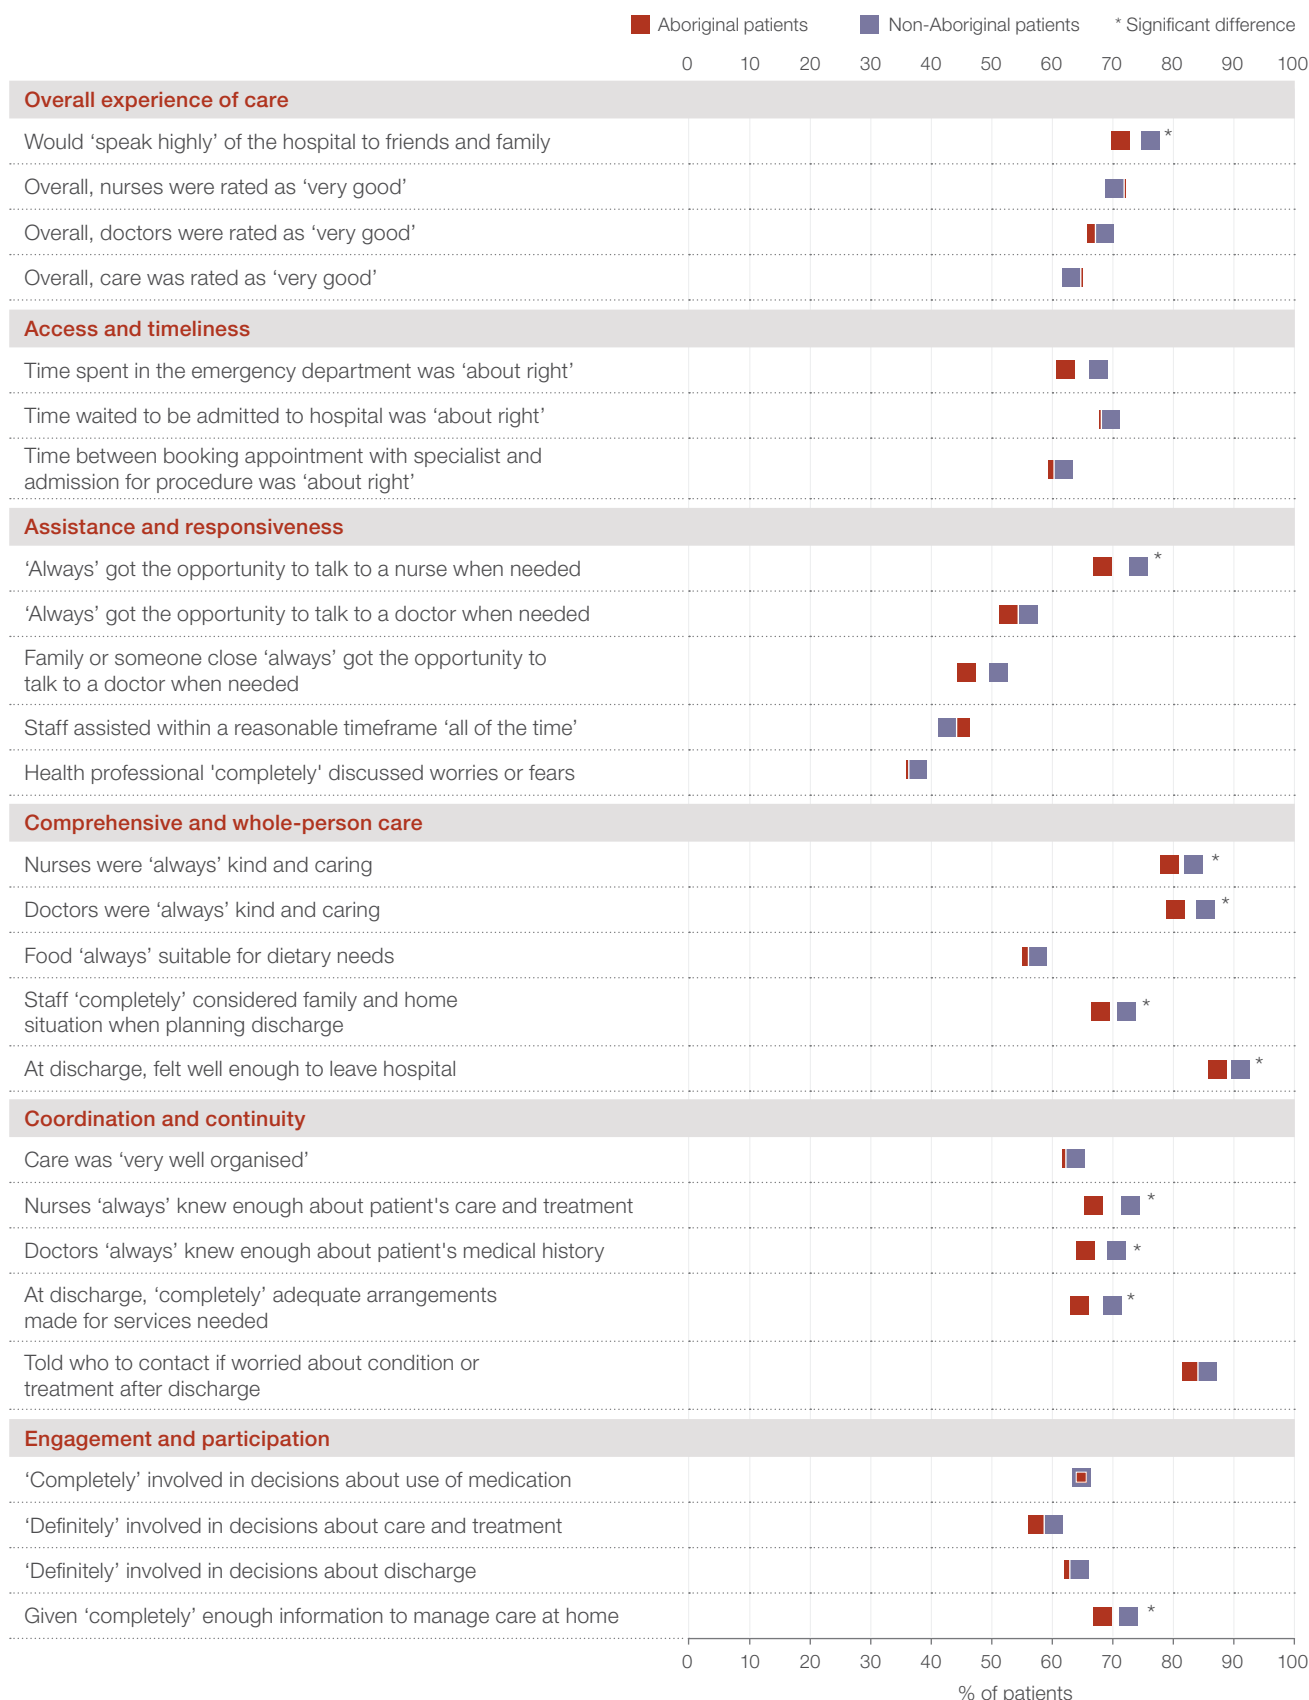 Aboriginal patients Non-Aboriginal patients * Significant difference
0 10 20 30 40 50 60 70 80 90 100
Overall experience of care
Would ‘speak highly’ of the hospital to friends and family *
Overall, nurses were rated as ‘very good’
Overall, doctors were rated as ‘very good’
Overall, care was rated as ‘very good’
Access and timeliness
Time spent in the emergency department was ‘about right’
Time waited to be admitted to hospital was ‘about right’
Time between booking appointment with specialist and
admission for procedure was ‘about right’
Assistance and responsiveness
‘Always’ got the opportunity to talk to a nurse when needed *
‘Always’ got the opportunity to talk to a doctor when needed
Family or someone close ‘always’ got the opportunity to
talk to a doctor when needed
Staff assisted within a reasonable timeframe ‘all of the time’
Health professional 'completely' discussed worries or fears
Comprehensive and whole-person care
Nurses were ‘always’ kind and caring *
Doctors were ‘always’ kind and caring *
Food ‘always’ suitable for dietary needs
Staff ‘completely’ considered family and home
situation when planning discharge *
At discharge, felt well enough to leave hospital *
Coordination and continuity
Care was ‘very well organised’
Nurses ‘always’ knew enough about patient's care and treatment *
Doctors ‘always’ knew enough about patient's medical history *
At discharge, ‘completely’ adequate arrangements
made for services needed *
Told who to contact if worried about condition or
treatment after discharge
Engagement and participation
‘Completely’ involved in decisions about use of medication
‘Definitely’ involved in decisions about care and treatment
‘Definitely’ involved in decisions about discharge
Given ‘completely’ enough information to manage care at home *
0 10 20 30 40 50 60 70 80 90 100
% of patients